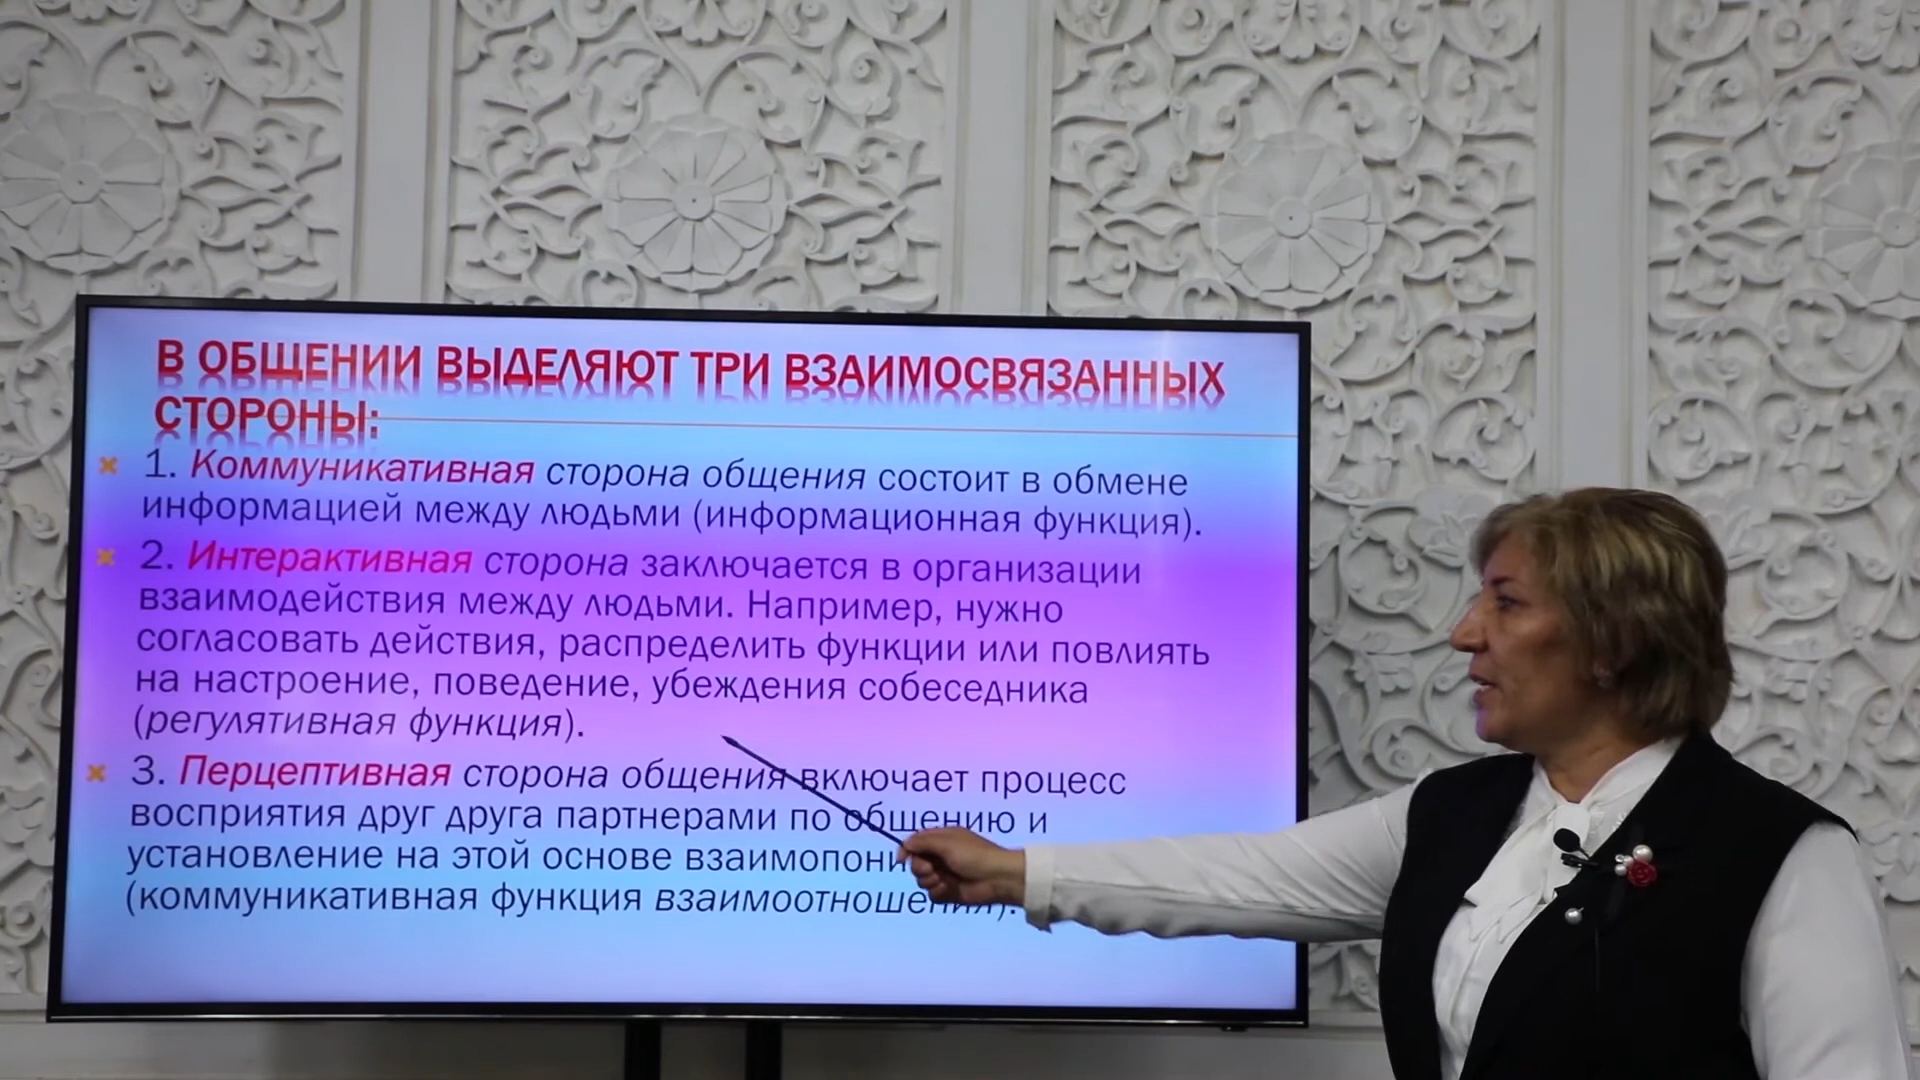 В ОБЩЕНИИ ВЫДЕЛЯЮТ ТРИ ВЗАИМОСВЯЗАННЫХ
СТОРОНЫ:
1. Коммуникативная сторона общения состоит в обмене
информацией между людьми (информационная функция).
2. Интерактивная сторона заключается в организации
взаимодействия между людьми. Например, нужно
согласовать действия, распределить функции или повлиять
на настроение, поведение, убеждения собеседника
(регулятивная функция).
3. Перцептивная сторона общения включает процесс
восприятия друг друга партнерами по общению и
установление на этой основе
(коммуникативная функция взаимоотношений).